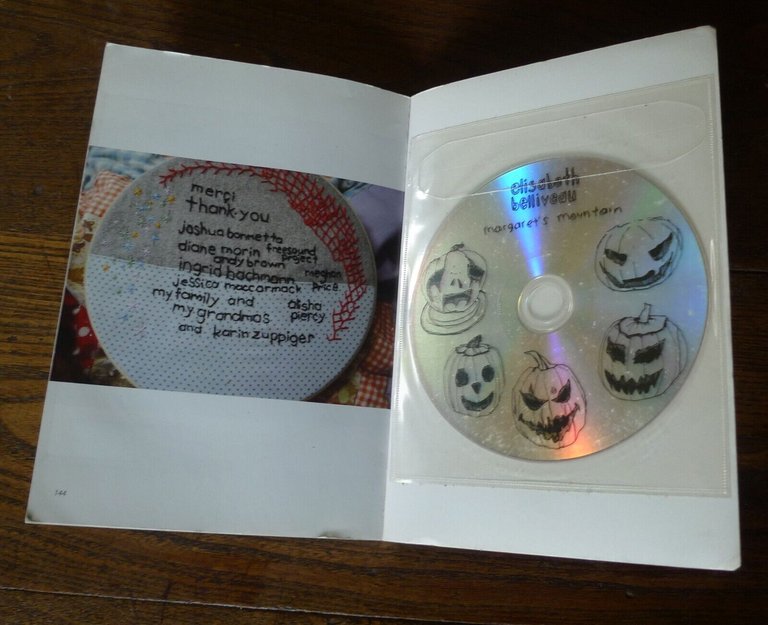 merci
thank-you
joshua bonnetta
diane morin freesound
andy brown project
ingrid bachmann meghan
jessica maccormack price
my family and alisha
my grandmas piercy
and karin zuppiger
144
elisabeth
belliveau
margaret's mountain